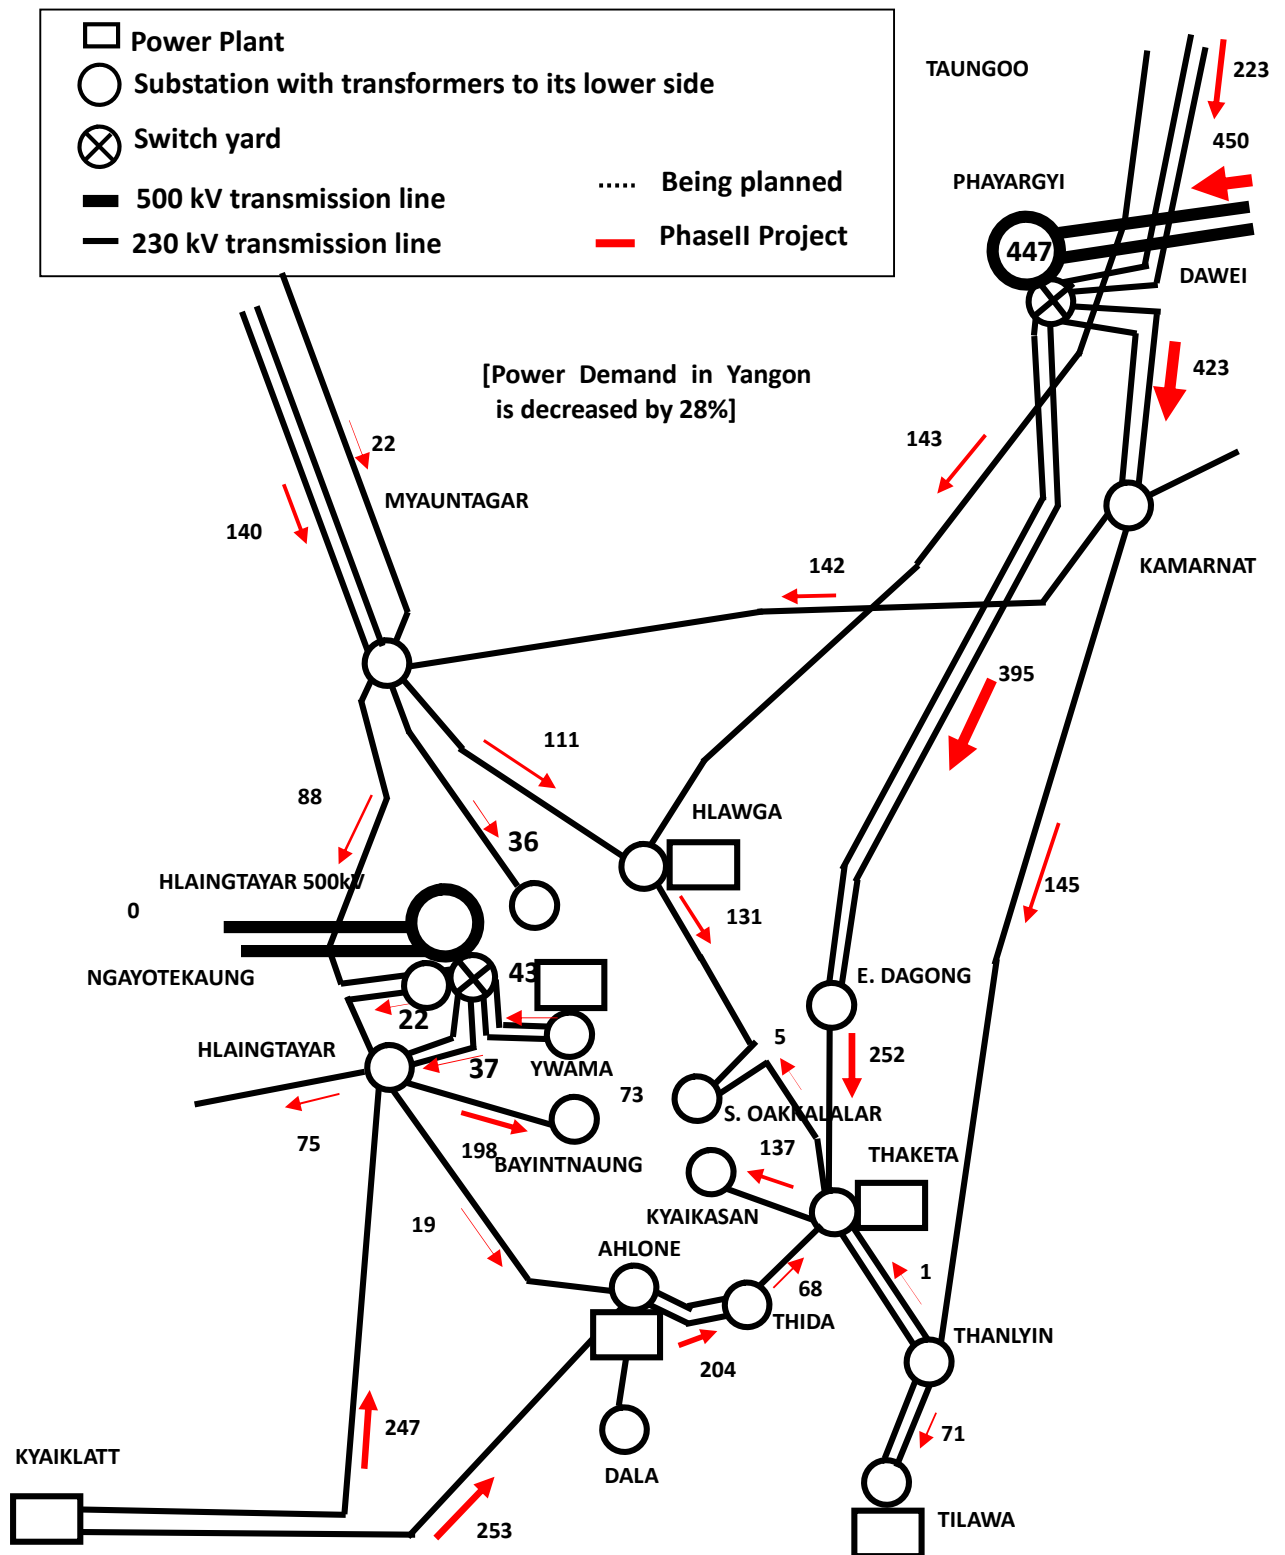 Power Plant
Substation with transformers to its lower side
Switch yard
500 kV transmission line
Being planned
230 kV transmission line
PhaseII Project
TAUNGOO
223
450
PHAYARGYI
447
DAWEI
[Power Demand in Yangon
is decreased by 28%]
423
22
143
MYAUNTAGAR
140
142
KAMARNAT
395
111
88
HLAWGA
36
HLAINGTAYAR 500kV
145
0
131
NGAYOTEKAUNG
43
E. DAGONG
22
5
HLAINGTAYAR
252
37
YWAMA
73
S. OAKKALALAR
75
198
137
THAKETA
BAYINTNAUNG
KYAIKASAN
19
AHLONE
1
68
THIDA
THANLYIN
204
247
71
KYAIKLATT
DALA
253
TILAWA